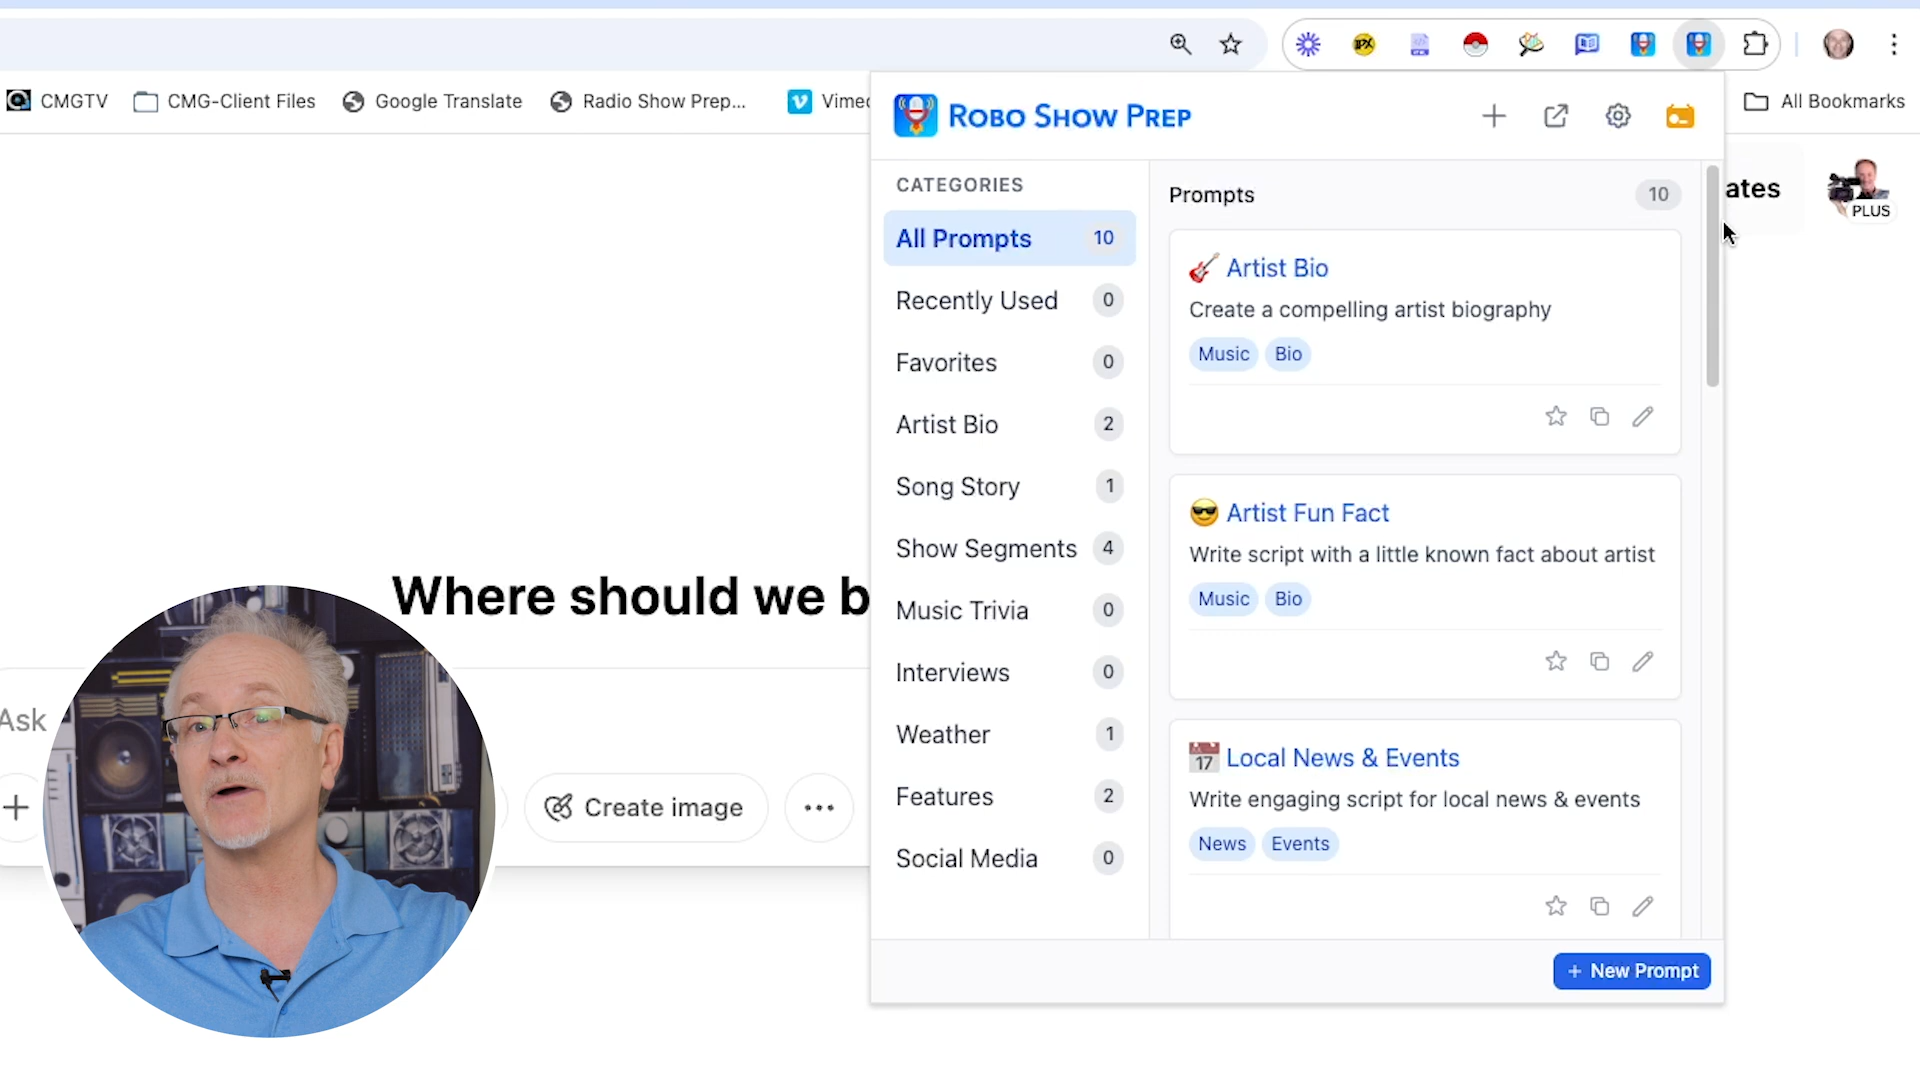 CMGTV
CMG-Client Files
Google Translate
Radio Show Prep...
Vime
All Bookmarks
ROBO SHOW PREP
CATEGORIES
All Prompts 10
Recently Used 0
Favorites 0
Artist Bio 2
Song Story 1
Show Segments 4
Music Trivia 0
Interviews 0
Weather 1
Features 2
Social Media 0
Prompts 10
Artist Bio
Create a compelling artist biography
Music Bio
Artist Fun Fact
Write script with a little known fact about artist
Music Bio
17 Local News & Events
Write engaging script for local news & events
News Events
+ New Prompt
ates
PLUS
Where should we b
Ask
Create image